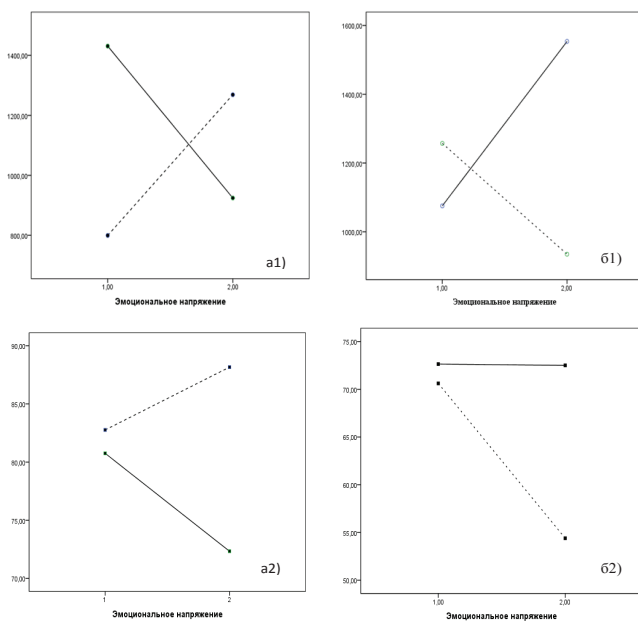 1400,00
1200,00
1000,00
800,00
1,00 2,00
Эмоциональное напряжение
а1)
1600,00
1400,00
1200,00
1000,00
1,00 2,00
Эмоциональное напряжение
б1)
90,00
85,00
80,00
75,00
70,00
1 2
Эмоциональное напряжение
а2)
75,00
70,00
65,00
60,00
55,00
50,00
1,00 2,00
Эмоциональное напряжение
б2)